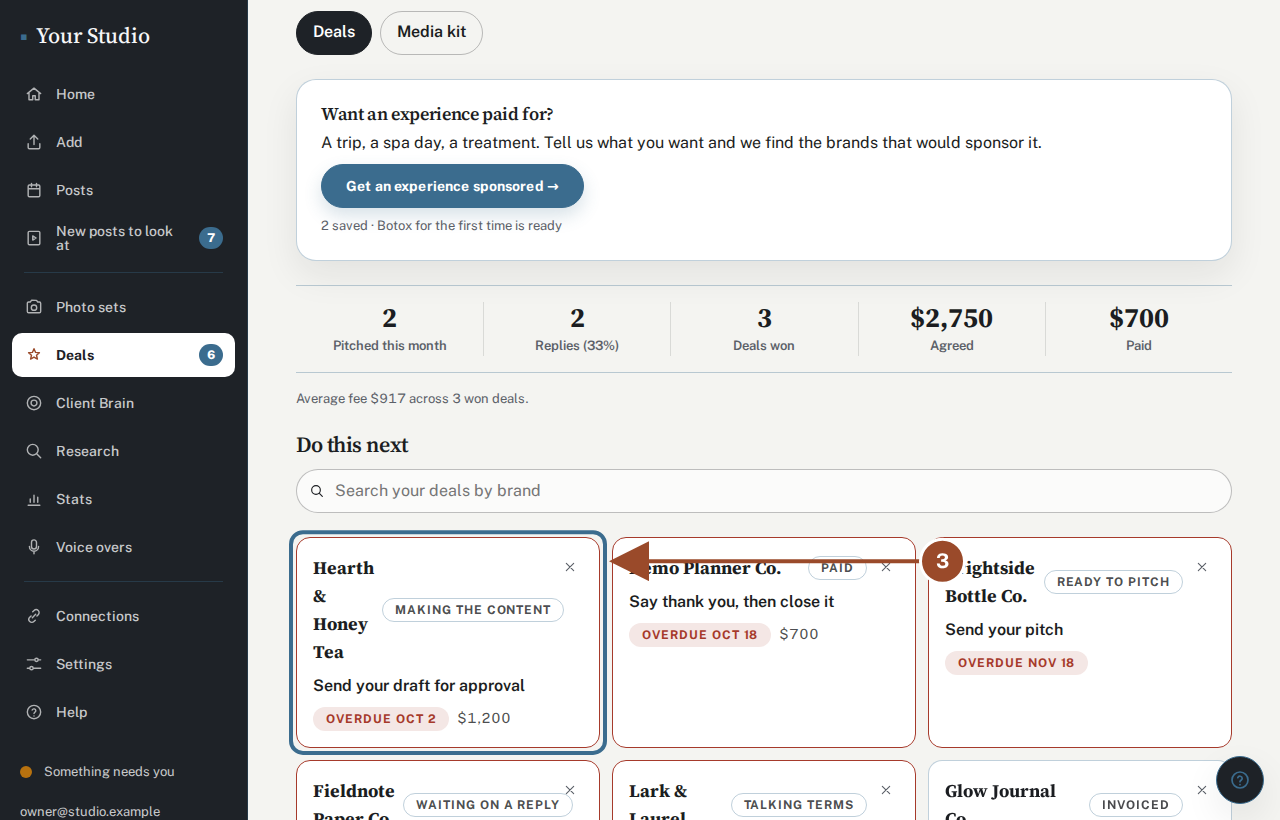 Your Studio
Home
Add
Posts
New posts to look
at
7
Photo sets
Deals
6
Client Brain
Research
Stats
Voice overs
Connections
Settings
Help
Something needs you
owner@studio.example
Deals
Media kit
Want an experience paid for?
A trip, a spa day, a treatment. Tell us what you want and we find the brands that would sponsor it.
Get an experience sponsored →
2 saved · Botox for the first time is ready
2
Pitched this month
2
Replies (33%)
3
Deals won
$2,750
Agreed
$700
Paid
Average fee $917 across 3 won deals.
Do this next
Search your deals by brand
Hearth
&
Honey
Tea
MAKING THE CONTENT
Send your draft for approval
OVERDUE OCT 2 $1,200
Planner Co.
PAID
Say thank you, then close it
OVERDUE OCT 18 $700
3
Bottle Co.
READY TO PITCH
Send your pitch
OVERDUE NOV 18
Fieldnote
Paper Co.
WAITING ON A REPLY
Lark &
Laurel
TALKING TERMS
Glow Journal
Co.
INVOICED